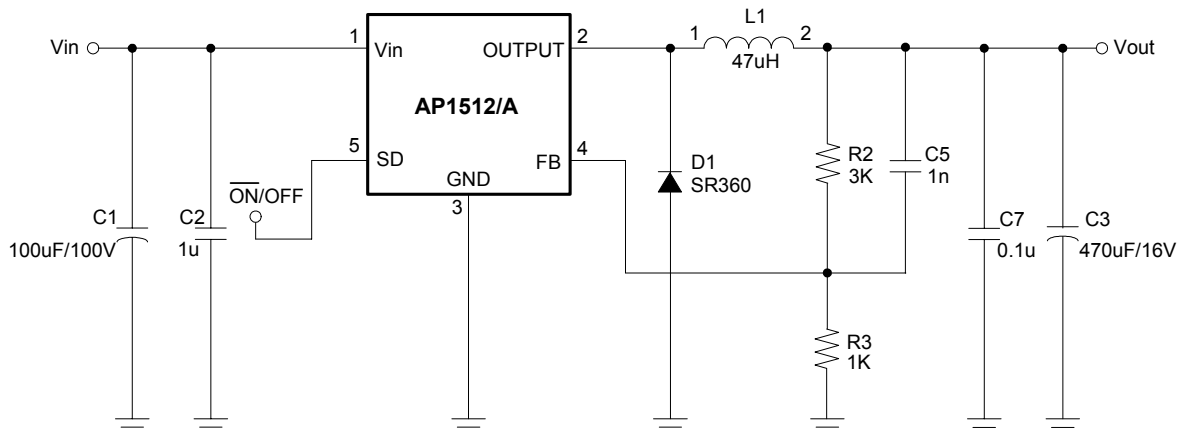 L1
Vin
1
Vin
OUTPUT
2
1
2
47uH
Vout
AP1512/A
5
SD
FB
4
GND
3
D1
SR360
R2
3K
C5
1n
ON/OFF
C1
100uF/100V
C2
1u
C7
0.1u
C3
470uF/16V
R3
1K